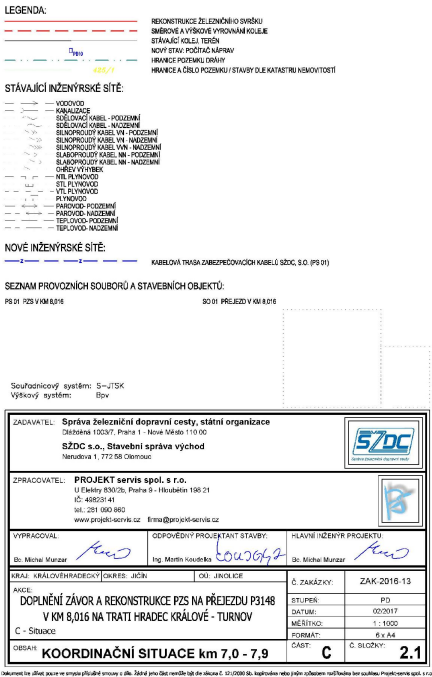 LEGENDA:
REKONSTRUKCE ŽELEZNIČNÍHO SVRŠKU
SMĚROVÉ A VÝŠKOVÉ VYROVNÁNÍ KOLEJE
STÁVAJÍCÍ KOLEJ, TERÉN
NOVÝ STAV: POČÍTAČ NÁPRAV
HRANICE POZEMKU DRÁHY
HRANICE A ČÍSLO POZEMKU / STAVBY DLE KATASTRU NEMOVITOSTÍ
STÁVAJÍCÍ INŽENÝRSKÉ SÍTĚ:
VODOVOD
KANALIZACE
SDĚLOVACÍ KABEL - PODZEMNÍ
SDĚLOVACÍ KABEL - NADZEMNÍ
SILNOPROUDÝ KABEL VN - PODZEMNÍ
SILNOPROUDÝ KABEL VN - NADZEMNÍ
SILNOPROUDÝ KABEL VVN - NADZEMNÍ
SLABOPROUDÝ KABEL NN - PODZEMNÍ
SLABOPROUDÝ KABEL NN - NADZEMNÍ
OHŘEV VÝHYBEK
NTL PLYNOVOD
STL PLYNOVOD
VTL PLYNOVOD
PLYNOVOD
PAROVOD- PODZEMNÍ
PAROVOD- NADZEMNÍ
TEPLOVOD- PODZEMNÍ
TEPLOVOD- NADZEMNÍ
NOVÉ INŽENÝRSKÉ SÍTĚ:
KABELOVÁ TRASA ZABEZPEČOVACÍCH KABELŮ SŽDC, S.O. (PS 01)
SEZNAM PROVOZNÍCH SOUBORŮ A STAVEBNÍCH OBJEKTŮ:
PS 01 PZS V KM 8,016 SO 01 PŘEJEZD V KM 8,016
Souřadnicový systém: S-JTSK
Výškový systém: Bpv
ZADAVATEL: Správa železniční dopravní cesty, státní organizace
Dlážděná 1003/7, Praha 1 - Nové Město 110 00
SŽDC s.o., Stavební správa východ
Nerudova 1, 772 58 Olomouc
SŽDC
Správa železniční dopravní cesty
ZPRACOVATEL: PROJEKT servis spol. s r.o.
U Elektry 830/2b, Praha 9 - Hloubětín 198 21
IČ: 49823141
tel.: 281 090 860
www.projekt-servis.cz firma@projekt-servis.cz
VYPRACOVAL: ODPOVĚDNÝ PROJEKTANT STAVBY: HLAVNÍ INŽENÝR PROJEKTU:
Bc. Michal Munzar Ing. Martin Koudelka Bc. Michal Munzar
KRAJ: KRÁLOVÉHRADECKÝ OKRES: JIČÍN OÚ: JINOLICE
Č. ZAKÁZKY: ZAK-2016-13
AKCE:
DOPLNĚNÍ ZÁVOR A REKONSTRUKCE PZS NA PŘEJEZDU P3148
V KM 8,016 NA TRATI HRADEC KRÁLOVÉ - TURNOV
C - Situace
STUPEŇ: PD
DATUM: 02/2017
MĚŘÍTKO: 1 : 1000
FORMÁT: 6 x A4
OBSAH: KOORDINAČNÍ SITUACE km 7,0 - 7,9
ČÁST: C Č. SLOŽKY: 2.1